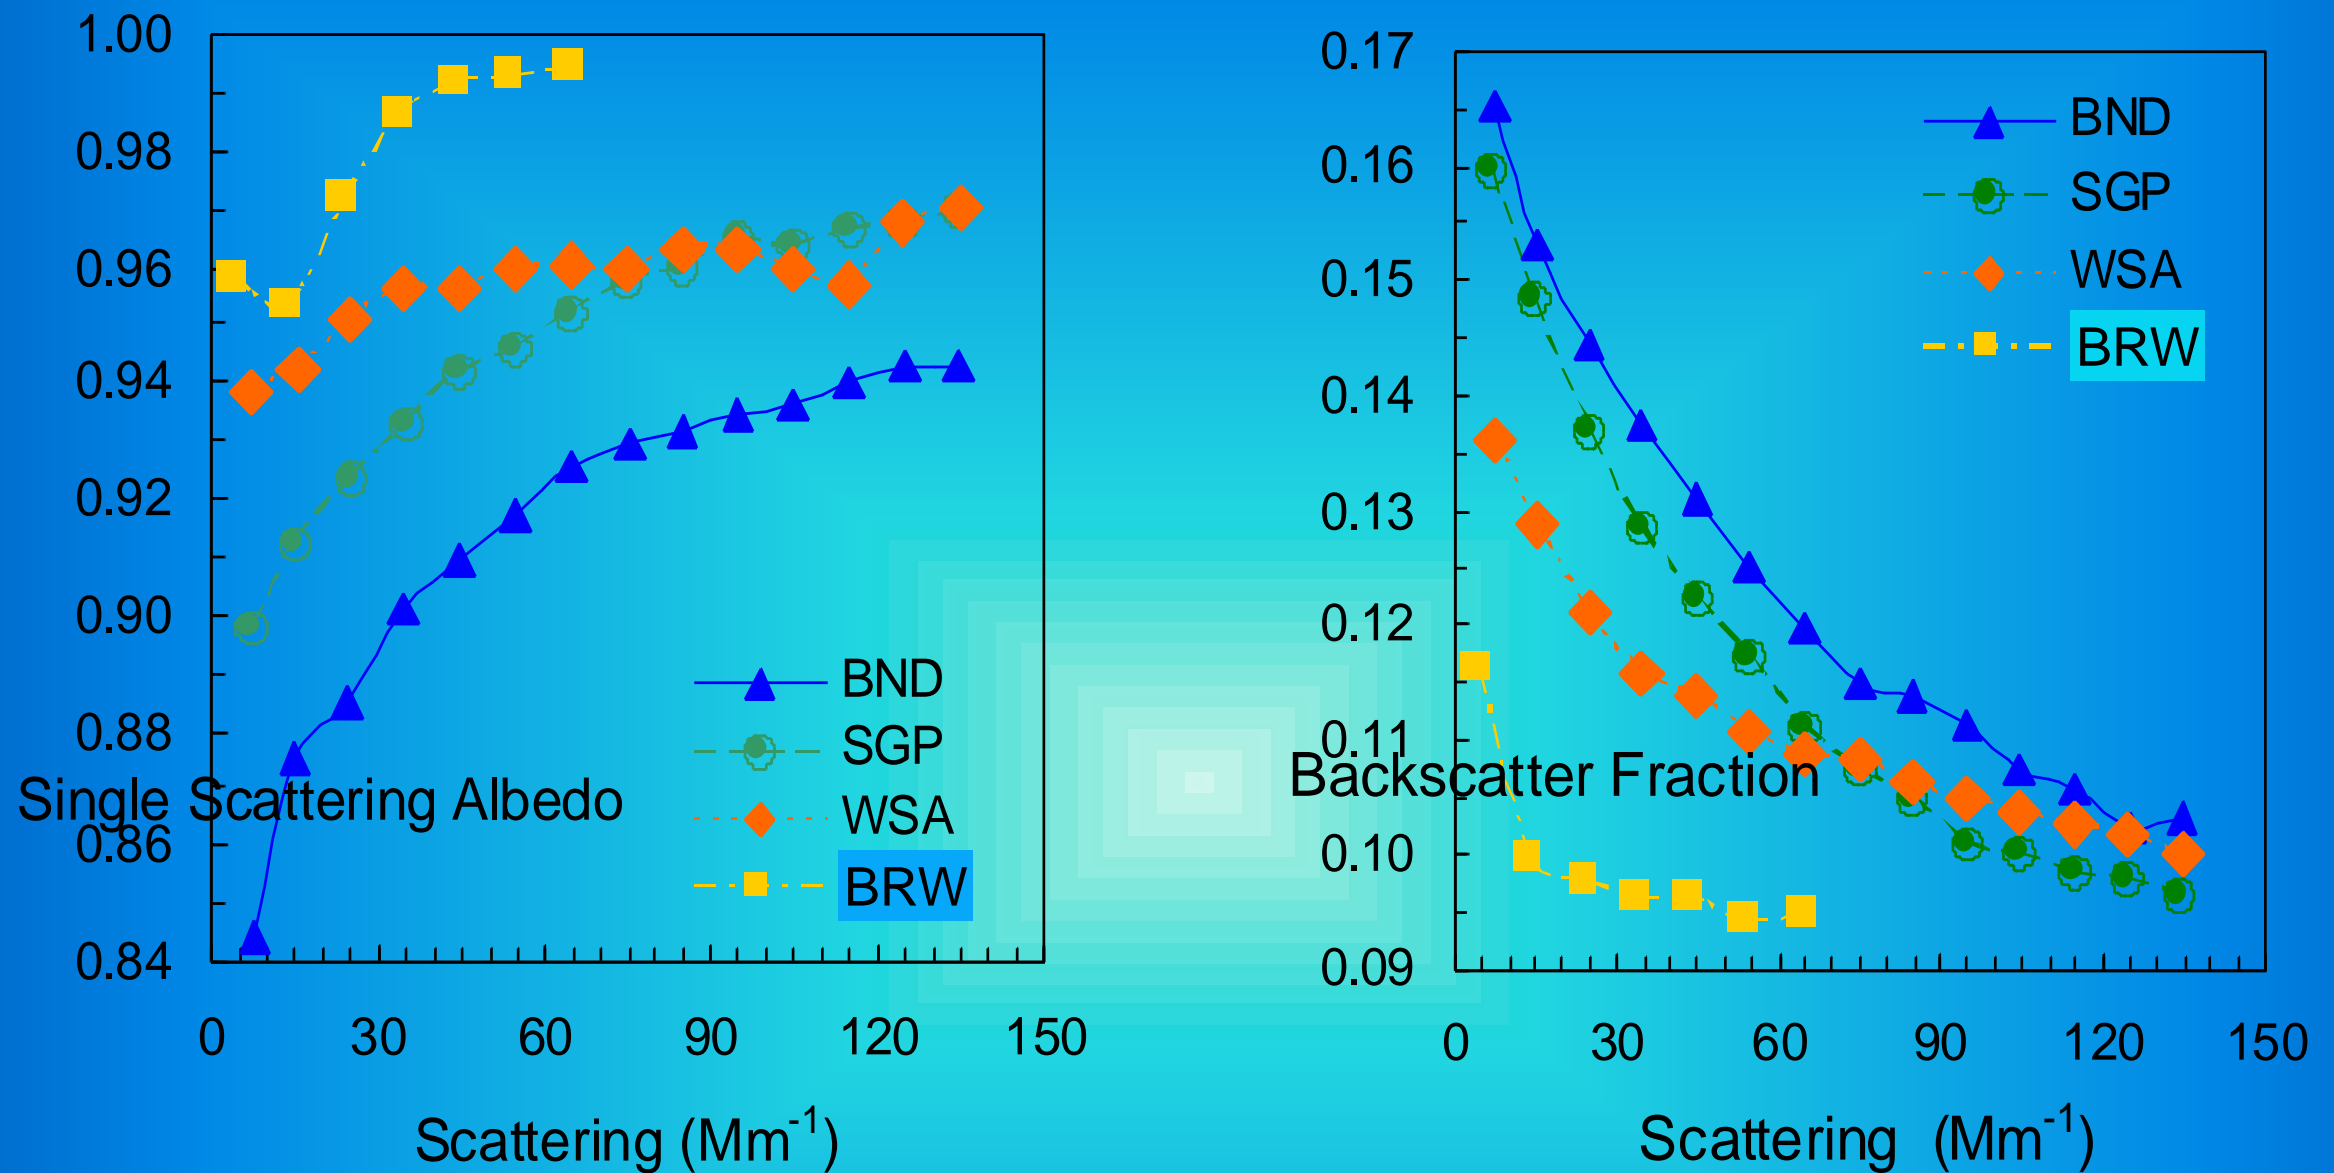 1.00
0.98
0.96
0.94
0.92
0.90
0.88
0.86
0.84
Single Scattering Albedo
BND
SGP
WSA
BRW
0 30 60 90 120 150
Scattering (Mm⁻¹)
0.17
0.16
0.15
0.14
0.13
0.12
0.11
0.10
0.09
Backscatter Fraction
BND
SGP
WSA
BRW
0 30 60 90 120 150
Scattering (Mm⁻¹)